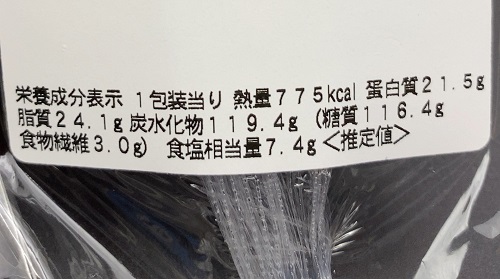 栄養成分表示 1包装当り 熱量775kcal 蛋白質21.5g
脂質24.1g 炭水化物119.4g (糖質116.4g
食物繊維3.0g) 食塩相当量7.4g<推定値>